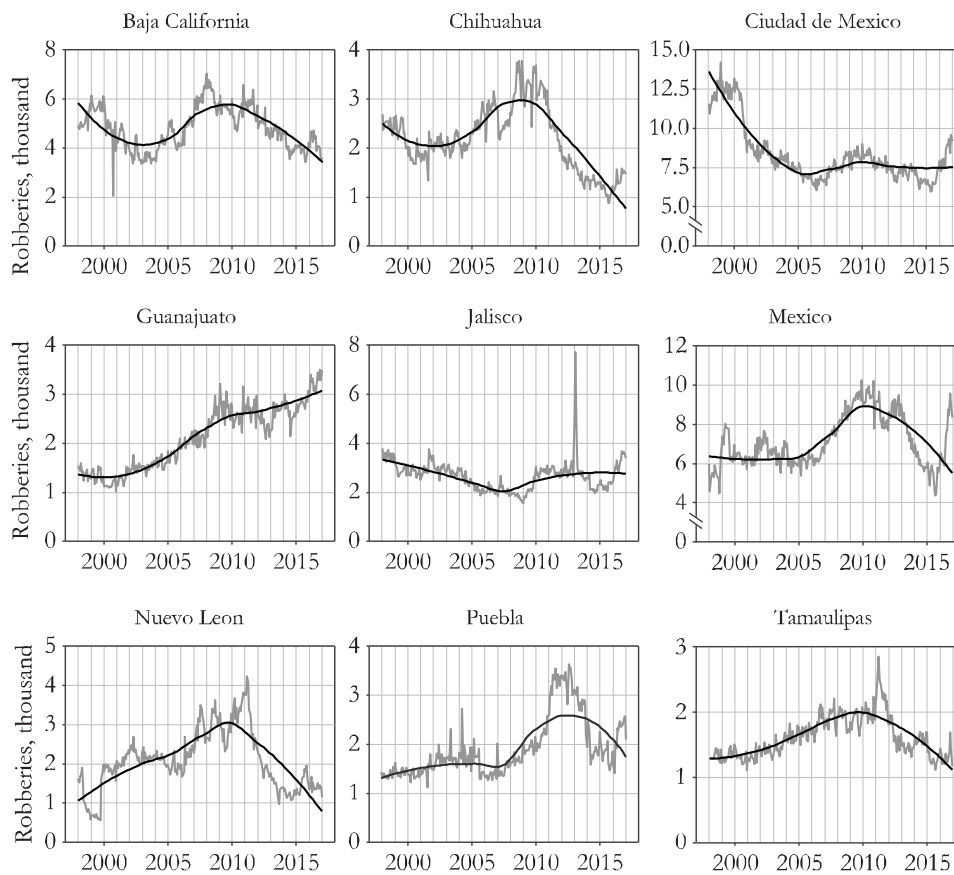 Baja California
Chihuahua
Ciudad de Mexico
Robberies, thousand
8
6
4
2
0
2000 2005 2010 2015
4
3
2
1
0
2000 2005 2010 2015
15.0
12.5
10.0
7.5
5.0
0.0
2000 2005 2010 2015
Guanajuato
Jalisco
Mexico
Robberies, thousand
4
3
2
1
0
2000 2005 2010 2015
8
6
4
2
0
2000 2005 2010 2015
12
10
8
6
4
0
2000 2005 2010 2015
Nuevo Leon
Puebla
Tamaulipas
Robberies, thousand
5
4
3
2
1
0
2000 2005 2010 2015
4
3
2
1
0
2000 2005 2010 2015
3
2
1
0
2000 2005 2010 2015